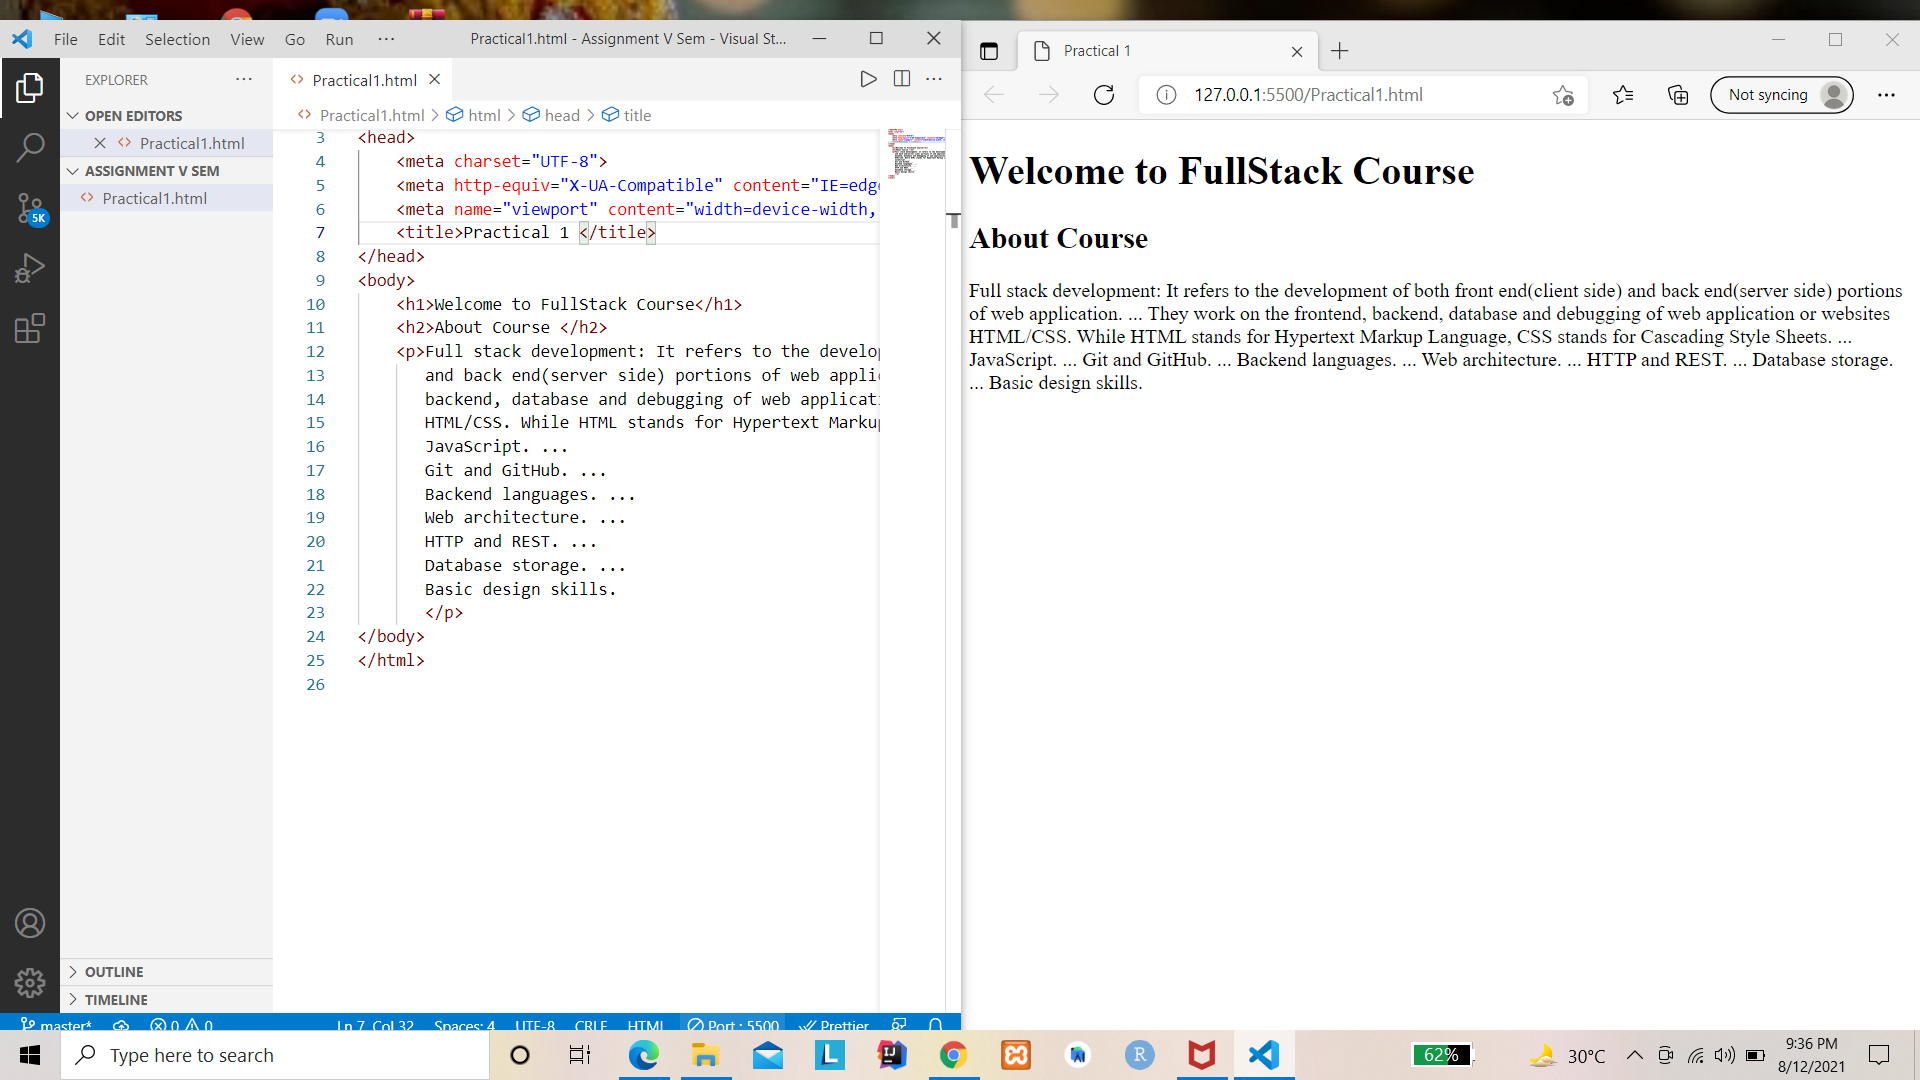 File Edit Selection View Go Run ··· Practical1.html - Assignment V Sem - Visual St...
EXPLORER ···
OPEN EDITORS
Practical1.html
ASSIGNMENT V SEM
Practical1.html
OUTLINE
TIMELINE
Practical1.html
Practical1.html > html > head > title
3 <head>
4 <meta charset="UTF-8">
5 <meta http-equiv="X-UA-Compatible" content="IE=edge
6 <meta name="viewport" content="width=device-width,
7 <title>Practical 1 </title>
8 </head>
9 <body>
10 <h1>Welcome to FullStack Course</h1>
11 <h2>About Course </h2>
12 <p>Full stack development: It refers to the develop
13 and back end(server side) portions of web applic
14 backend, database and debugging of web applicati
15 HTML/CSS. While HTML stands for Hypertext Markup
16 JavaScript. ...
17 Git and GitHub. ...
18 Backend languages. ...
19 Web architecture. ...
20 HTTP and REST. ...
21 Database storage. ...
22 Basic design skills.
23 </p>
24 </body>
25 </html>
26
5K
master* 0 0 Ln 7, Col 32 Spaces: 4 UTF-8 CRLF HTML Port : 5500 Prettier
Practical 1
127.0.0.1:5500/Practical1.html
Not syncing
Welcome to FullStack Course
About Course
Full stack development: It refers to the development of both front end(client side) and back end(server side) portions
of web application. ... They work on the frontend, backend, database and debugging of web application or websites
HTML/CSS. While HTML stands for Hypertext Markup Language, CSS stands for Cascading Style Sheets. ...
JavaScript. ... Git and GitHub. ... Backend languages. ... Web architecture. ... HTTP and REST. ... Database storage.
... Basic design skills.
Type here to search
L
IJ
R
62%
30°C
9:36 PM
8/12/2021